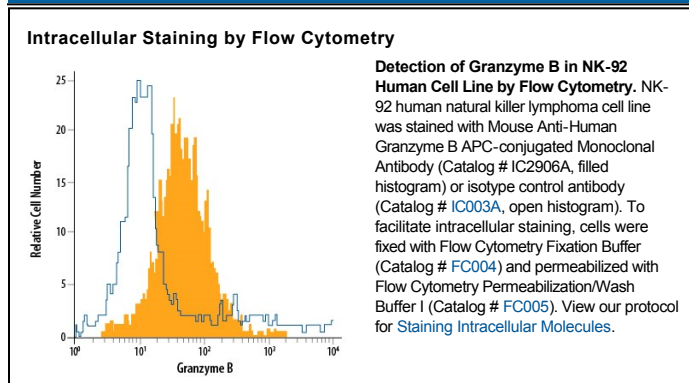 Intracellular Staining by Flow Cytometry
25
20
15
10
5
0
Relative Cell Number
10⁰ 10¹ 10² 10³ 10⁴
Granzyme B
Detection of Granzyme B in NK-92
Human Cell Line by Flow Cytometry. NK-
92 human natural killer lymphoma cell line
was stained with Mouse Anti-Human
Granzyme B APC-conjugated Monoclonal
Antibody (Catalog # IC2906A, filled
histogram) or isotype control antibody
(Catalog # IC003A, open histogram). To
facilitate intracellular staining, cells were
fixed with Flow Cytometry Fixation Buffer
(Catalog # FC004) and permeabilized with
Flow Cytometry Permeabilization/Wash
Buffer I (Catalog # FC005). View our protocol
for Staining Intracellular Molecules.